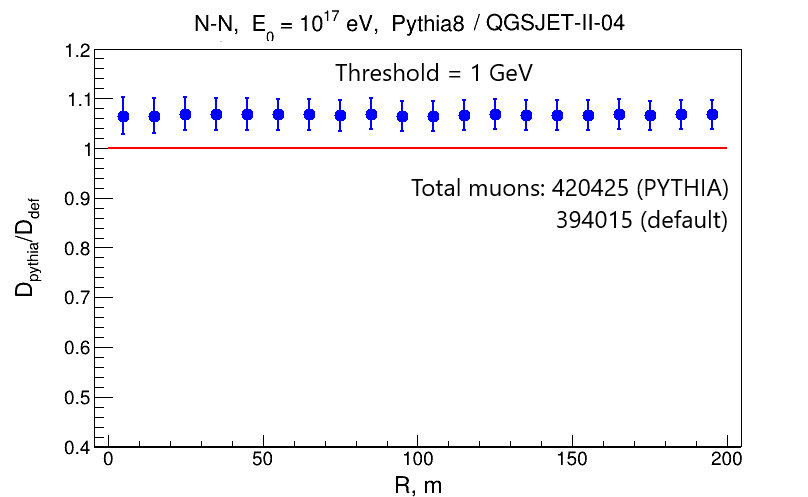 N-N, E0 = 10^17 eV, Pythia8 / QGSJET-II-04
Threshold = 1 GeV
Total muons: 420425 (PYTHIA)
394015 (default)
Dpythia/Ddef
1.2
1.1
1
0.9
0.8
0.7
0.6
0.5
0.4
0 50 100 150 200
R, m